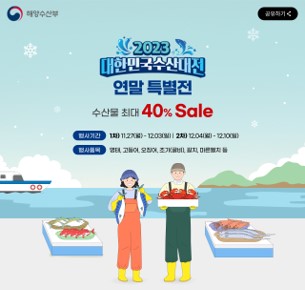 해양수산부
공유하기
2023
대한민국수산대전
연말 특별전
수산물 최대 40% Sale
행사기간 1차) 11.27(월) - 12.03(일) | 2차) 12.04(월) - 12.10(일)
행사품목 명태, 고등어, 오징어, 조기(굴비), 갈치, 마른멸치 등